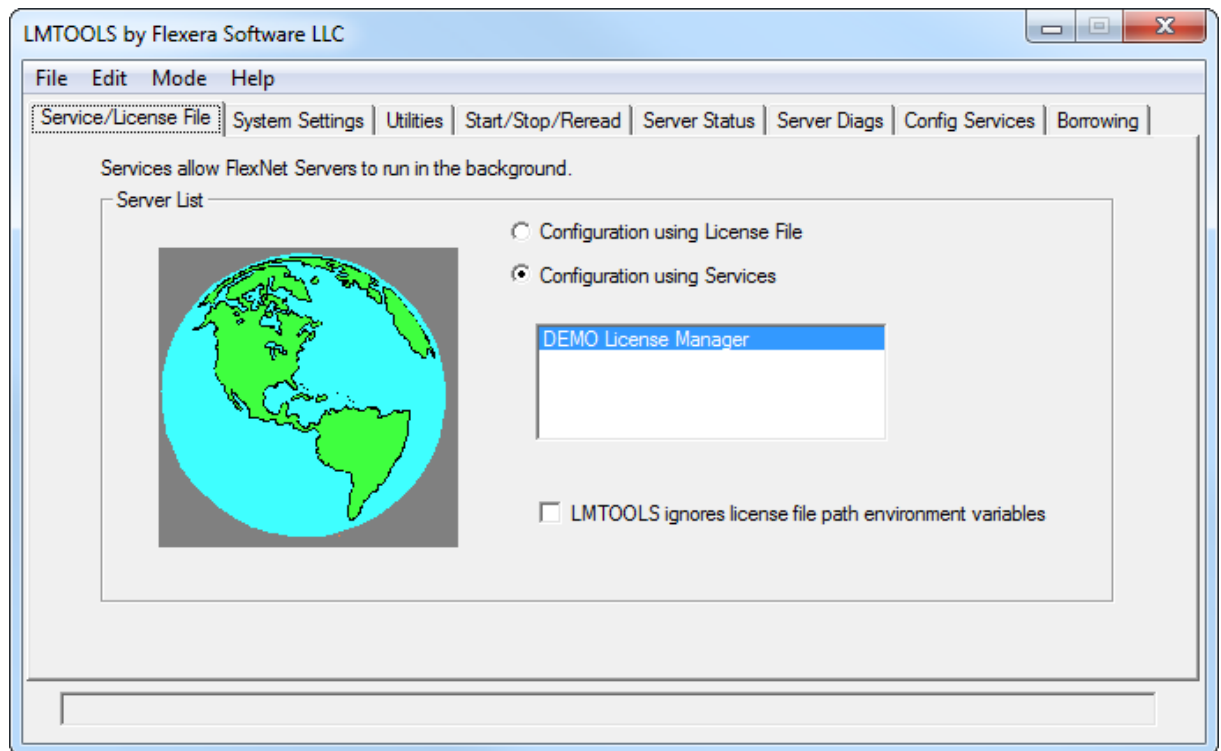 LMTOOLS by Flexera Software LLC
File Edit Mode Help
Service/License File System Settings Utilities Start/Stop/Reread Server Status Server Diags Config Services Borrowing
Services allow FlexNet Servers to run in the background.
Server List
Configuration using License File
Configuration using Services
DEMO License Manager
LMTOOLS ignores license file path environment variables